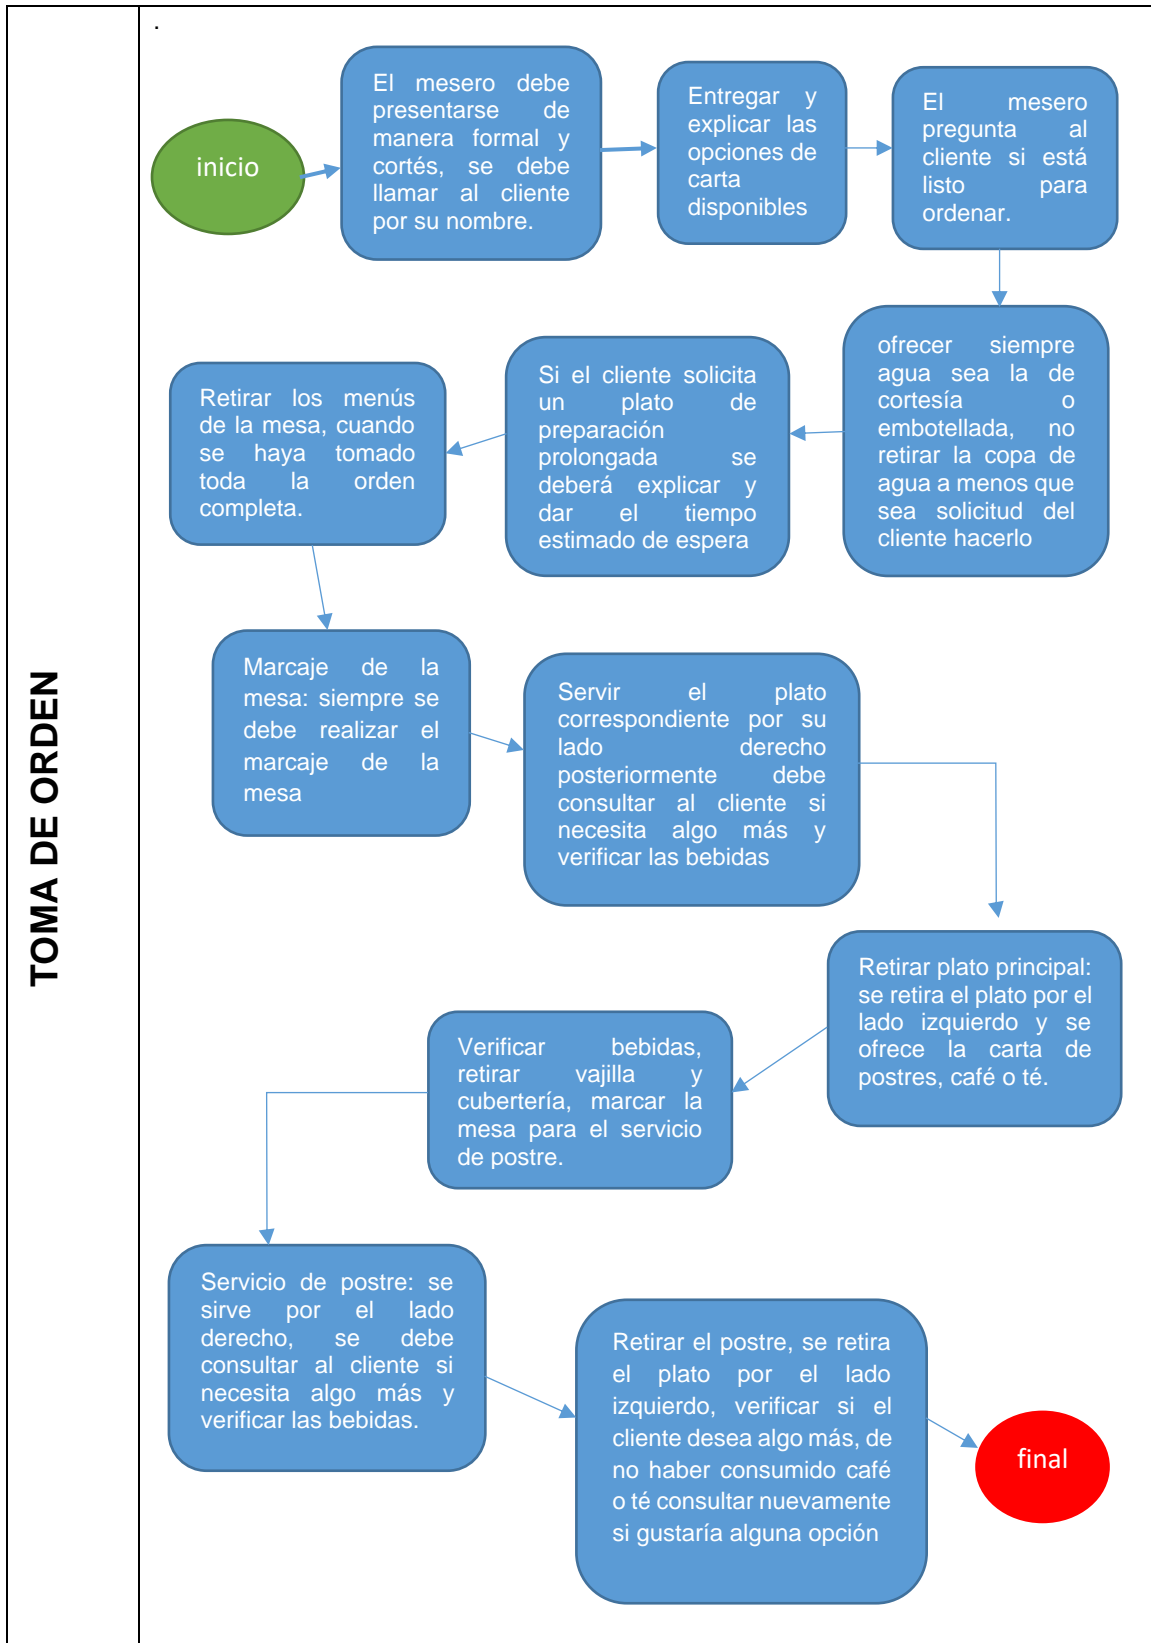 TOMA DE ORDEN
.
inicio
El mesero debe
presentarse de
manera formal y
cortés, se debe
llamar al cliente
por su nombre.
Entregar y
explicar las
opciones de
carta
disponibles
El mesero
pregunta al
cliente si está
listo para
ordenar.
ofrecer siempre
agua sea la de
cortesía o
embotellada, no
retirar la copa de
agua a menos que
sea solicitud del
cliente hacerlo
Si el cliente solicita
un plato de
preparación
prolongada se
deberá explicar y
dar el tiempo
estimado de espera
Retirar los menús
de la mesa, cuando
se haya tomado
toda la orden
completa.
Marcaje de la
mesa: siempre se
debe realizar el
marcaje de la
mesa
Servir el plato
correspondiente por su
lado derecho
posteriormente debe
consultar al cliente si
necesita algo más y
verificar las bebidas
Retirar plato principal:
se retira el plato por el
lado izquierdo y se
ofrece la carta de
postres, café o té.
Verificar bebidas,
retirar vajilla y
cubertería, marcar la
mesa para el servicio
de postre.
Servicio de postre: se
sirve por el lado
derecho, se debe
consultar al cliente si
necesita algo más y
verificar las bebidas.
Retirar el postre, se retira
el plato por el lado
izquierdo, verificar si el
cliente desea algo más, de
no haber consumido café
o té consultar nuevamente
si gustaría alguna opción
final